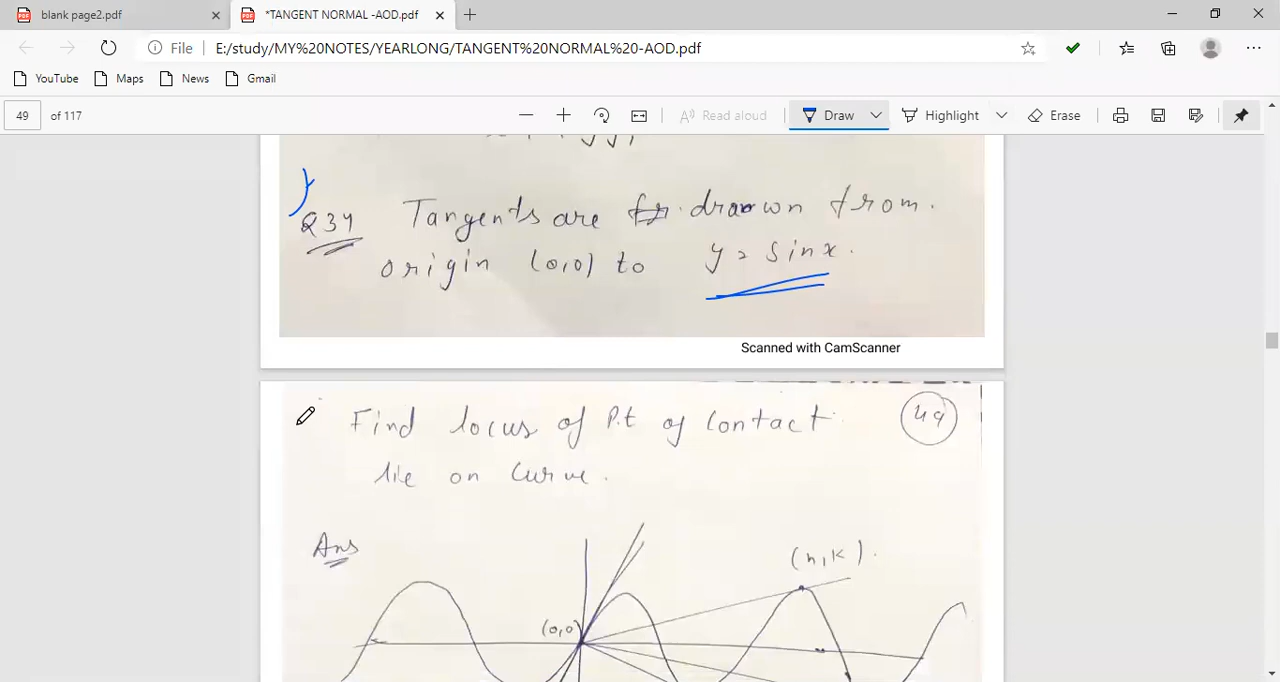 blank page2.pdf
*TANGENT NORMAL -AOD.pdf
File E:/study/MY%20NOTES/YEARLONG/TANGENT%20NORMAL%20-AOD.pdf
YouTube Maps News Gmail
49 of 117 Read aloud Draw Highlight Erase
Q34 Tangents are drawn from.
origin (0,0) to y = sinx.
Scanned with CamScanner
Find locus of P.t of Contact 49
lie on Curve.
Ans
(h,k).
(0,0)